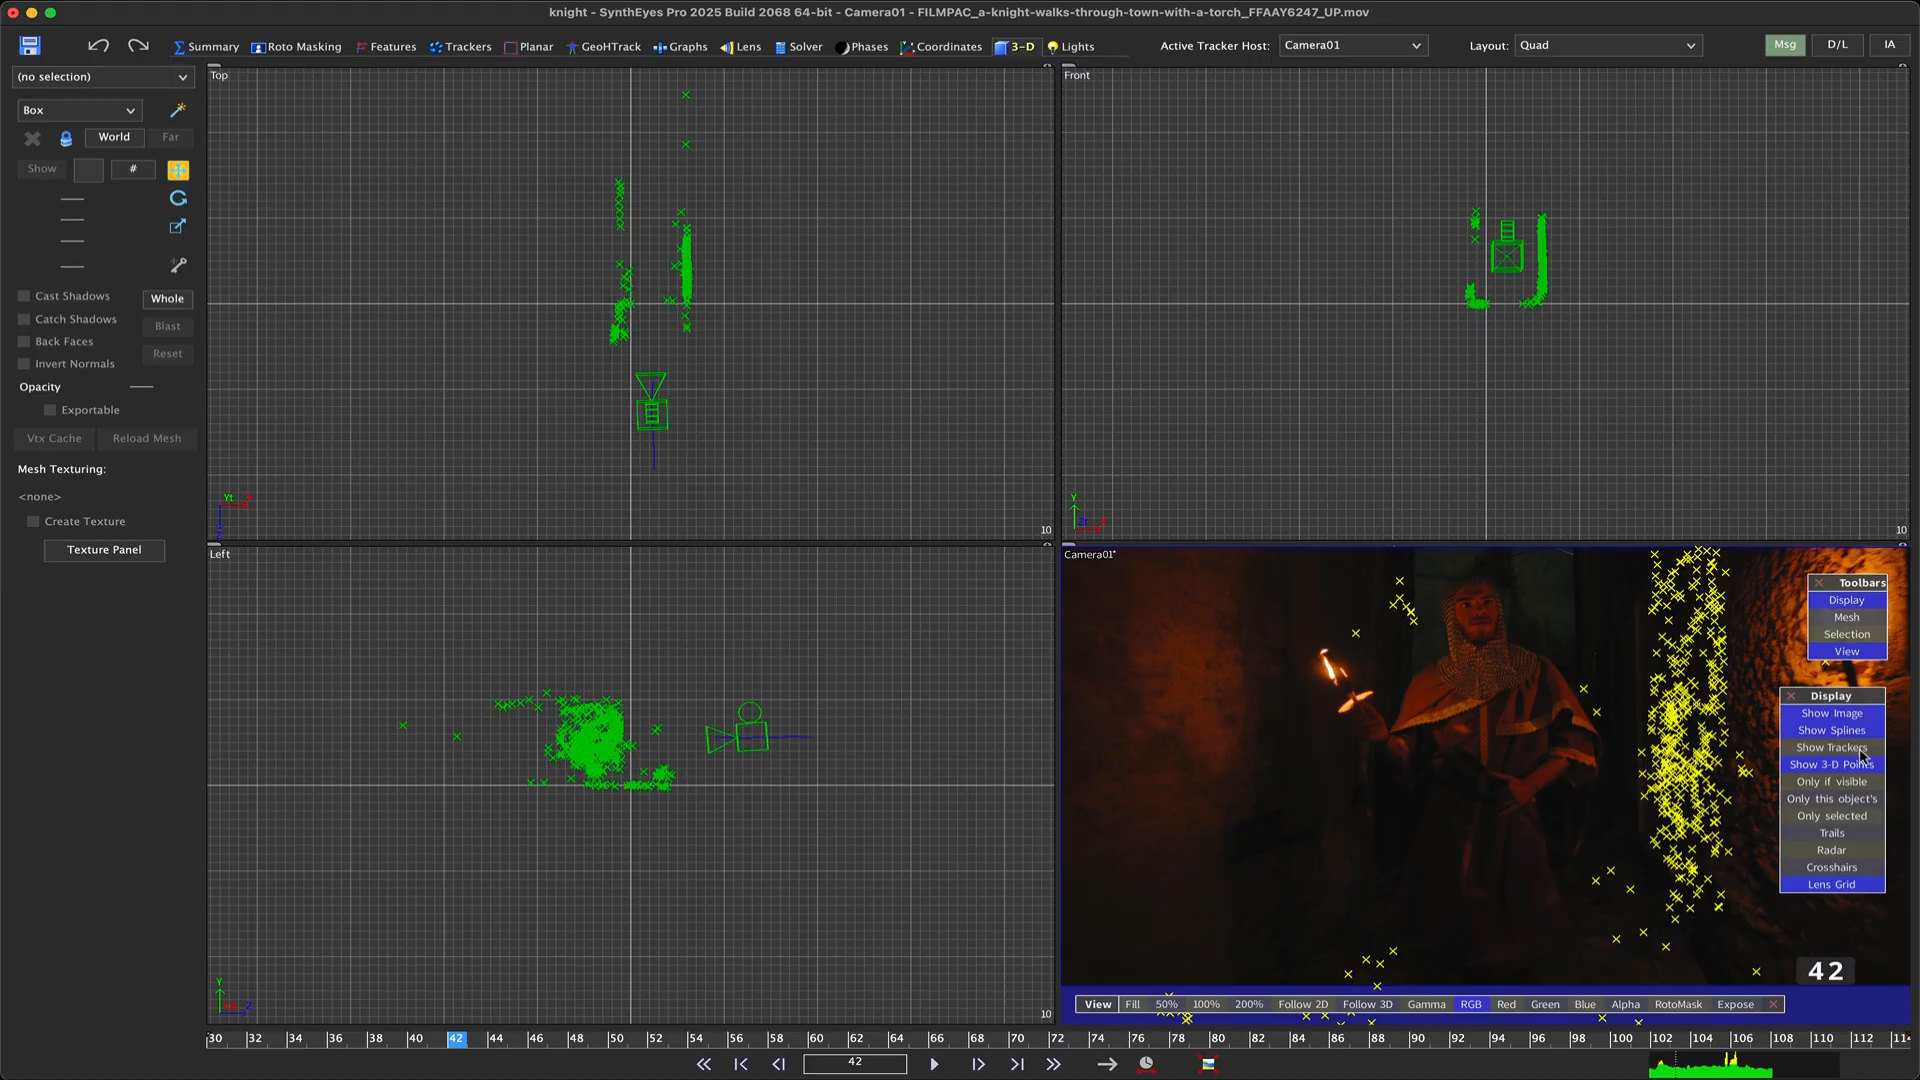 knight - SynthEyes Pro 2025 Build 2068 64-bit - Camera01 - FILMPAC_a-knight-walks-through-town-with-a-torch_FFAAY6247_UP.mov
Summary Roto Masking Features Trackers Planar GeoHTrack Graphs Lens Solver Phases Coordinates 3-D Lights Active Tracker Host: Camera01 Layout: Quad Msg D/L IA
(no selection)
Box
World Far
Show #
Cast Shadows Whole
Catch Shadows Blast
Back Faces Reset
Invert Normals
Opacity
Exportable
Vtx Cache Reload Mesh
Mesh Texturing:
<none>
Create Texture
Texture Panel
Top
Yt
10
Front
Y
10
Left
Y
10
Camera01*
Toolbars
Display
Mesh
Selection
View
Display
Show Image
Show Splines
Show Trackers
Show 3-D Points
Only if visible
Only this object's
Only selected
Trails
Radar
Crosshairs
Lens Grid
42
View Fill 50% 100% 200% Follow 2D Follow 3D Gamma RGB Red Green Blue Alpha RotoMask Expose
30 32 34 36 38 40 42 44 46 48 50 52 54 56 58 60 62 64 66 68 70 72 74 76 78 80 82 84 86 88 90 92 94 96 98 100 102 104 106 108 110 112
42